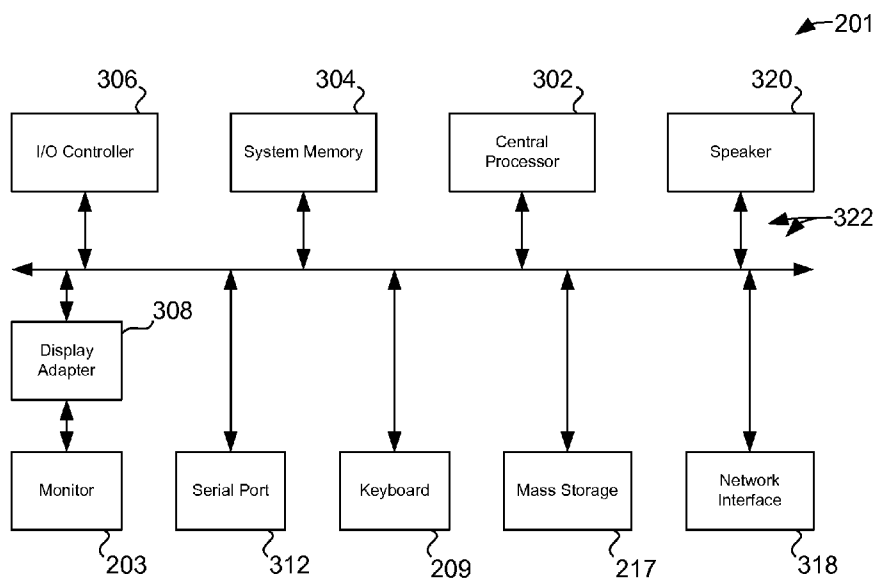 201
306
304
302
320
I/O Controller
System Memory
Central
Processor
Speaker
322
308
Display
Adapter
Monitor
Serial Port
Keyboard
Mass Storage
Network
Interface
203
312
209
217
318